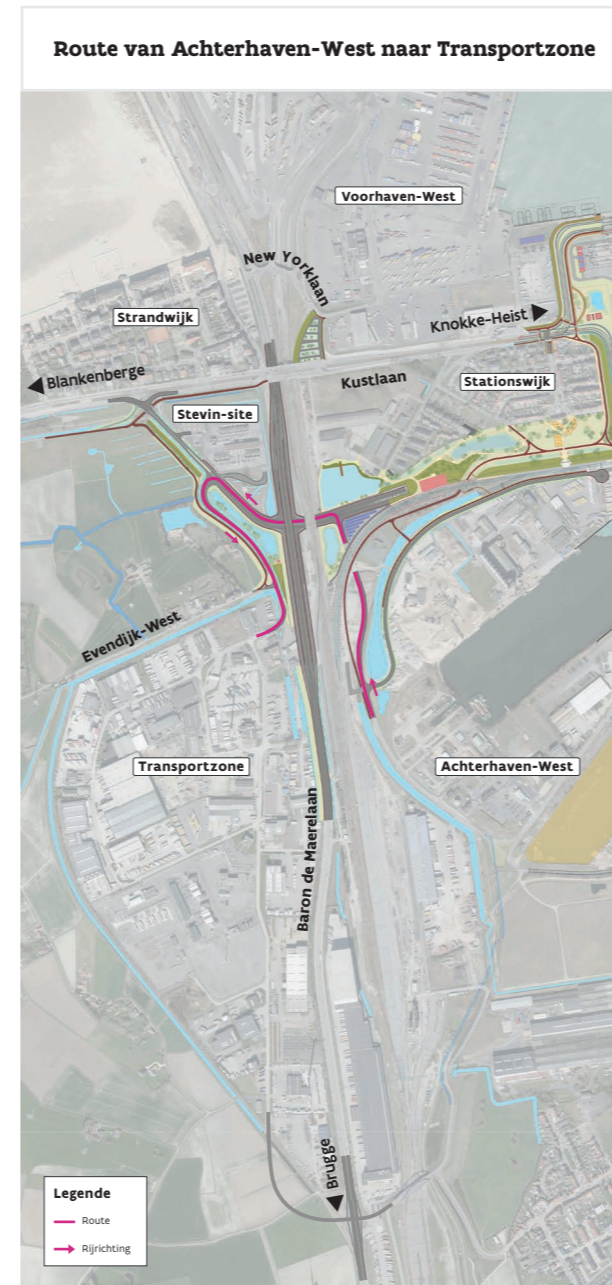 Route van Achterhaven-West naar Transportzone
Voorhaven-West
New Yorklaan
Strandwijk
Knokke-Heist
Blankenberge
Kustlaan
Stationswijk
Stevin-site
Evendijk-West
Transportzone
Achterhaven-West
Baron de Maerelaan
Brugge
Legende
Route
Rijrichting